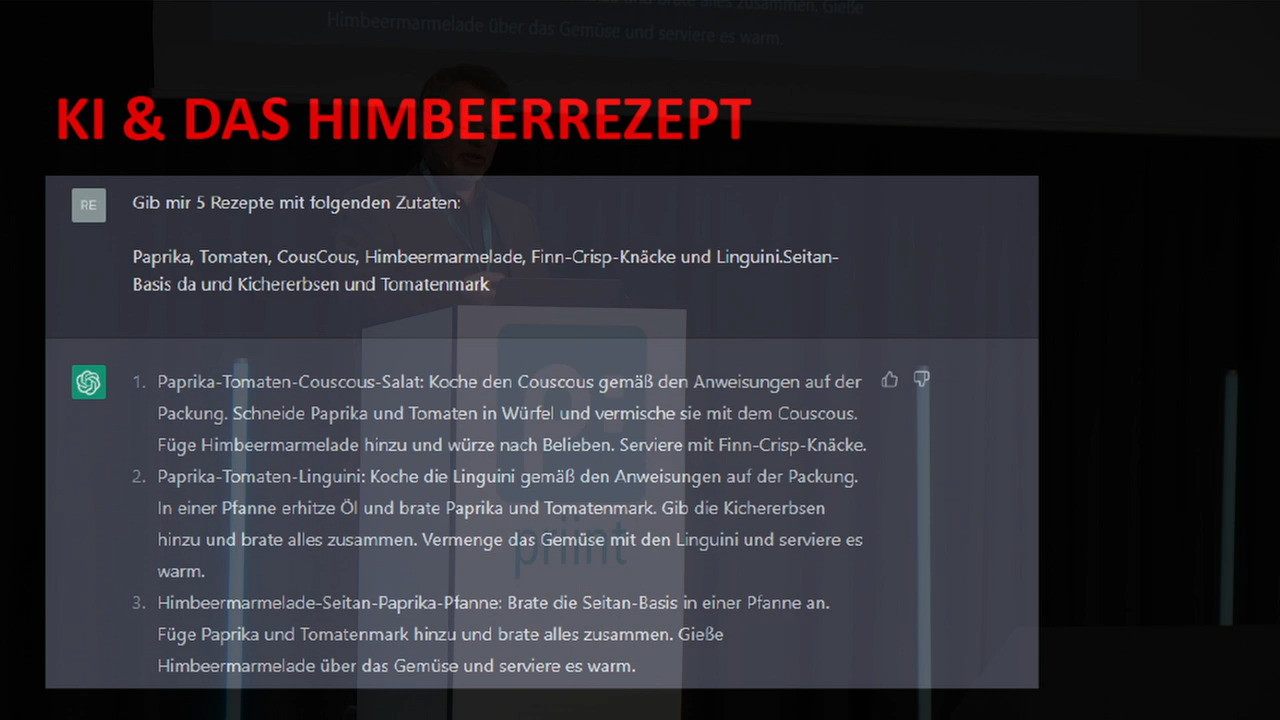 und brate alles zusammen. Gieße
Himbeermarmelade über das Gemüse und serviere es warm.
KI & DAS HIMBEERREZEPT
RE
Gib mir 5 Rezepte mit folgenden Zutaten:
Paprika, Tomaten, CousCous, Himbeermarmelade, Finn-Crisp-Knäcke und Linguini.Seitan-
Basis da und Kichererbsen und Tomatenmark
1. Paprika-Tomaten-Couscous-Salat: Koche den Couscous gemäß den Anweisungen auf der
Packung. Schneide Paprika und Tomaten in Würfel und vermische sie mit dem Couscous.
Füge Himbeermarmelade hinzu und würze nach Belieben. Serviere mit Finn-Crisp-Knäcke.
2. Paprika-Tomaten-Linguini: Koche die Linguini gemäß den Anweisungen auf der Packung.
In einer Pfanne erhitze Öl und brate Paprika und Tomatenmark. Gib die Kichererbsen
hinzu und brate alles zusammen. Vermenge das Gemüse mit den Linguini und serviere es
warm.
3. Himbeermarmelade-Seitan-Paprika-Pfanne: Brate die Seitan-Basis in einer Pfanne an.
Füge Paprika und Tomatenmark hinzu und brate alles zusammen. Gieße
Himbeermarmelade über das Gemüse und serviere es warm.
priint